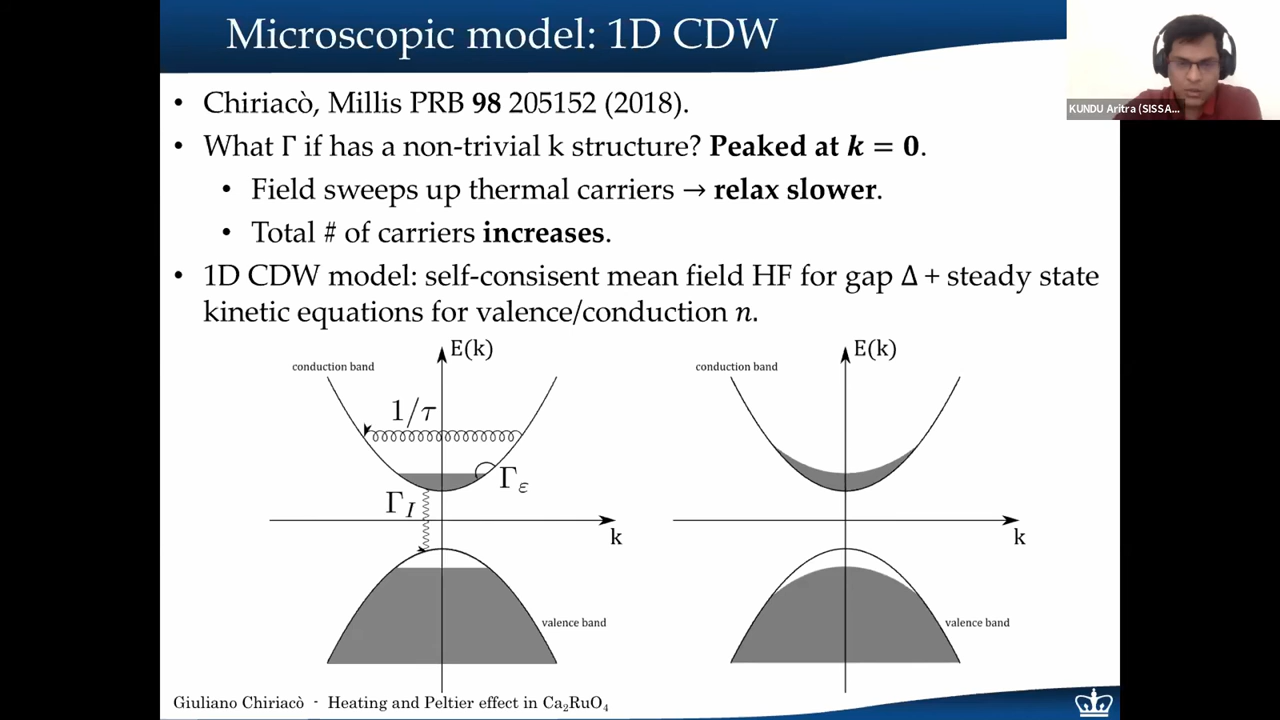 Microscopic model: 1D CDW
KUNDU Aritra (SISSA...
• Chiriacò, Millis PRB 98 205152 (2018).
• What Γ if has a non-trivial k structure? Peaked at k = 0.
• Field sweeps up thermal carriers → relax slower.
• Total # of carriers increases.
• 1D CDW model: self-consisent mean field HF for gap Δ + steady state
kinetic equations for valence/conduction n.
E(k)
conduction band
1/τ
Γε
ΓI
k
valence band
E(k)
conduction band
k
valence band
Giuliano Chiriacò - Heating and Peltier effect in Ca₂RuO₄